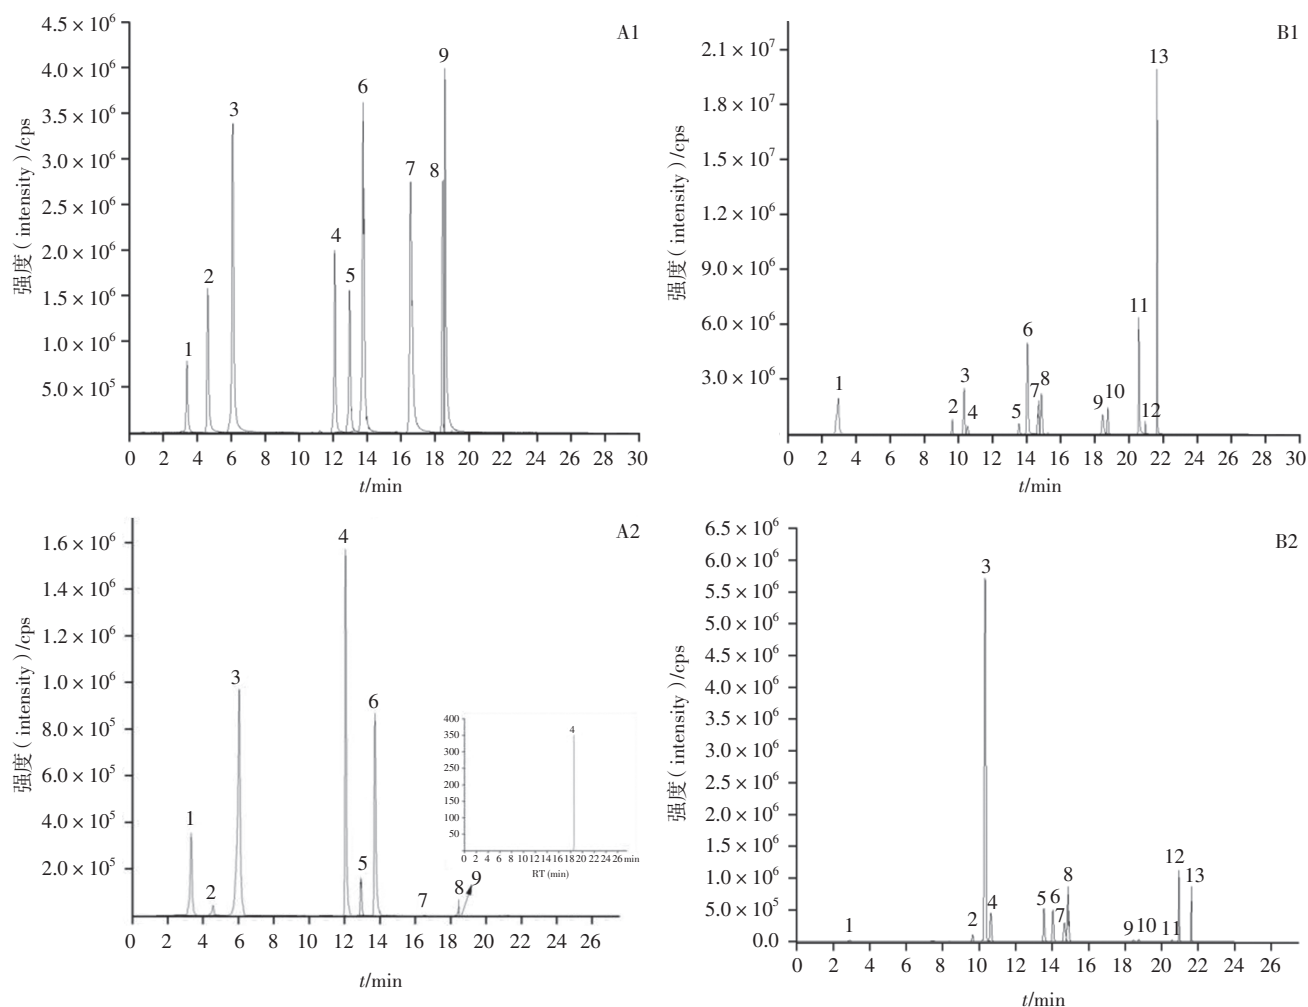 A1
强度（intensity）/cps
4.5 × 10⁶
4.0 × 10⁶
3.5 × 10⁶
3.0 × 10⁶
2.5 × 10⁶
2.0 × 10⁶
1.5 × 10⁶
1.0 × 10⁶
5.0 × 10⁵
1 2 3 4 5 6 7 8 9
0 2 4 6 8 10 12 14 16 18 20 22 24 26 28 30
t/min
B1
强度（intensity）/cps
2.1 × 10⁷
1.8 × 10⁷
1.5 × 10⁷
1.2 × 10⁷
9.0 × 10⁶
6.0 × 10⁶
3.0 × 10⁶
1 2 3 4 5 6 7 8 9 10 11 12 13
0 2 4 6 8 10 12 14 16 18 20 22 24 26 28 30
t/min
A2
强度（intensity）/cps
1.6 × 10⁶
1.4 × 10⁶
1.2 × 10⁶
1.0 × 10⁶
8.0 × 10⁵
6.0 × 10⁵
4.0 × 10⁵
2.0 × 10⁵
1 2 3 4 5 6 7 8 9
0 2 4 6 8 10 12 14 16 18 20 22 24 26
t/min
400
350
300
250
200
150
100
50
4
0 2 4 6 8 10 12 14 16 18 20 22 24 26 min
RT (min)
B2
强度（intensity）/cps
6.5 × 10⁶
6.0 × 10⁶
5.5 × 10⁶
5.0 × 10⁶
4.5 × 10⁶
4.0 × 10⁶
3.5 × 10⁶
3.0 × 10⁶
2.5 × 10⁶
2.0 × 10⁶
1.5 × 10⁶
1.0 × 10⁶
5.0 × 10⁵
0.0
1 2 3 4 5 6 7 8 9 10 11 12 13
0 2 4 6 8 10 12 14 16 18 20 22 24 26
t/min